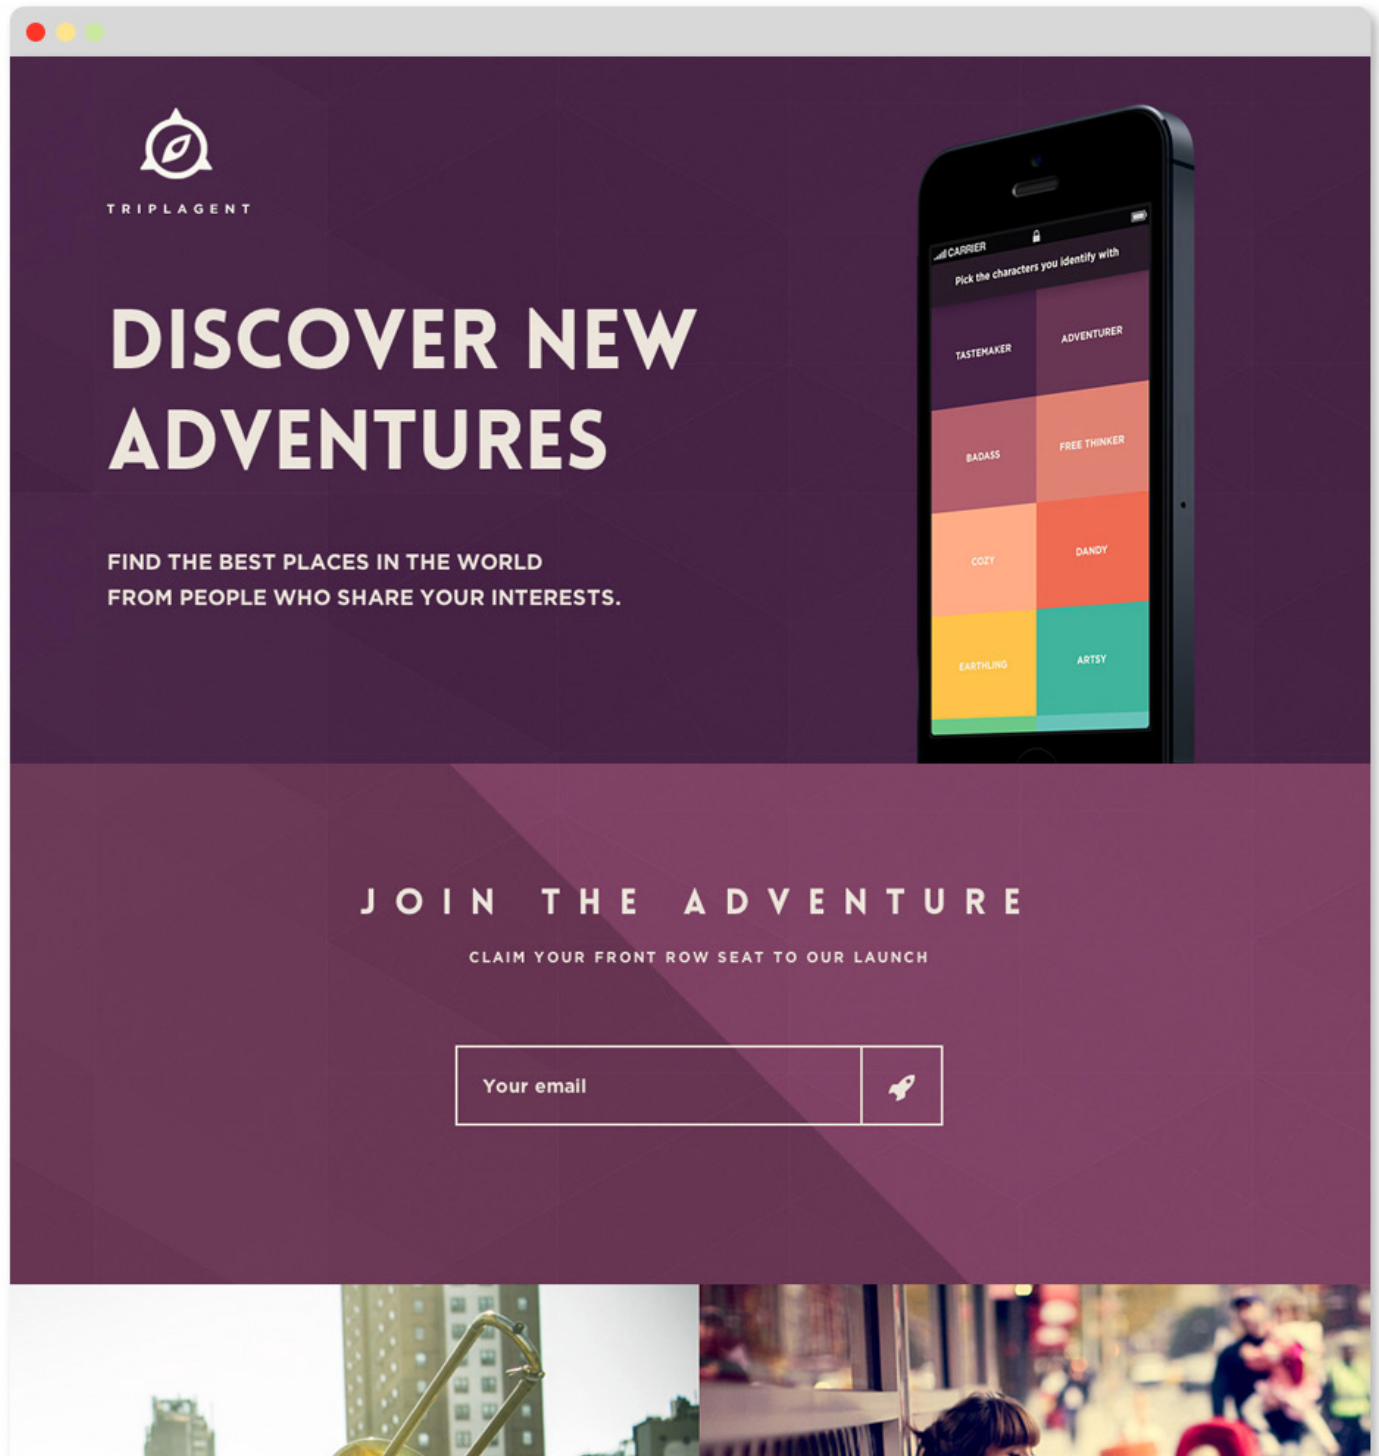 TRIPLAGENT
DISCOVER NEW
ADVENTURES
FIND THE BEST PLACES IN THE WORLD
FROM PEOPLE WHO SHARE YOUR INTERESTS.
CARRIER
Pick the characters you identify with
TASTEMAKER
ADVENTURER
BADASS
FREE THINKER
COZY
DANDY
EARTHLING
ARTSY
JOIN THE ADVENTURE
CLAIM YOUR FRONT ROW SEAT TO OUR LAUNCH
Your email